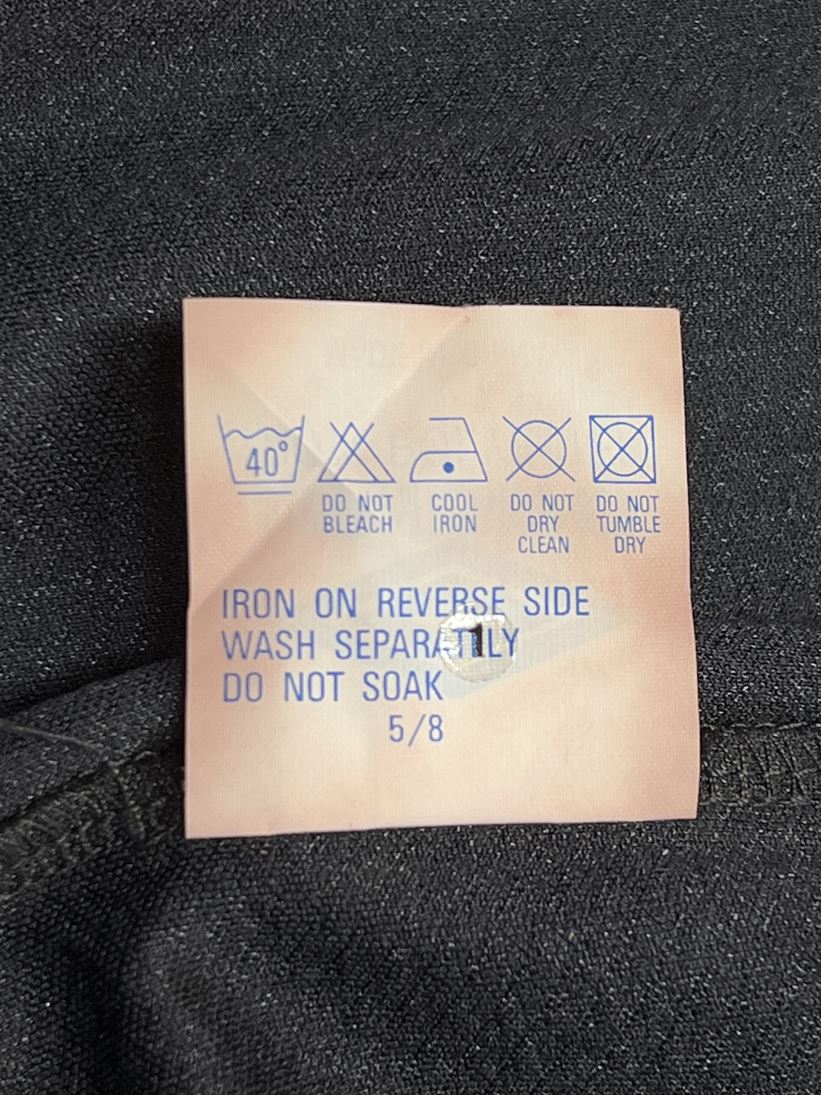 40°
DO NOT BLEACH
COOL IRON
DO NOT DRY CLEAN
DO NOT TUMBLE DRY
IRON ON REVERSE SIDE
WASH 1
DO NOT SOAK
5/8